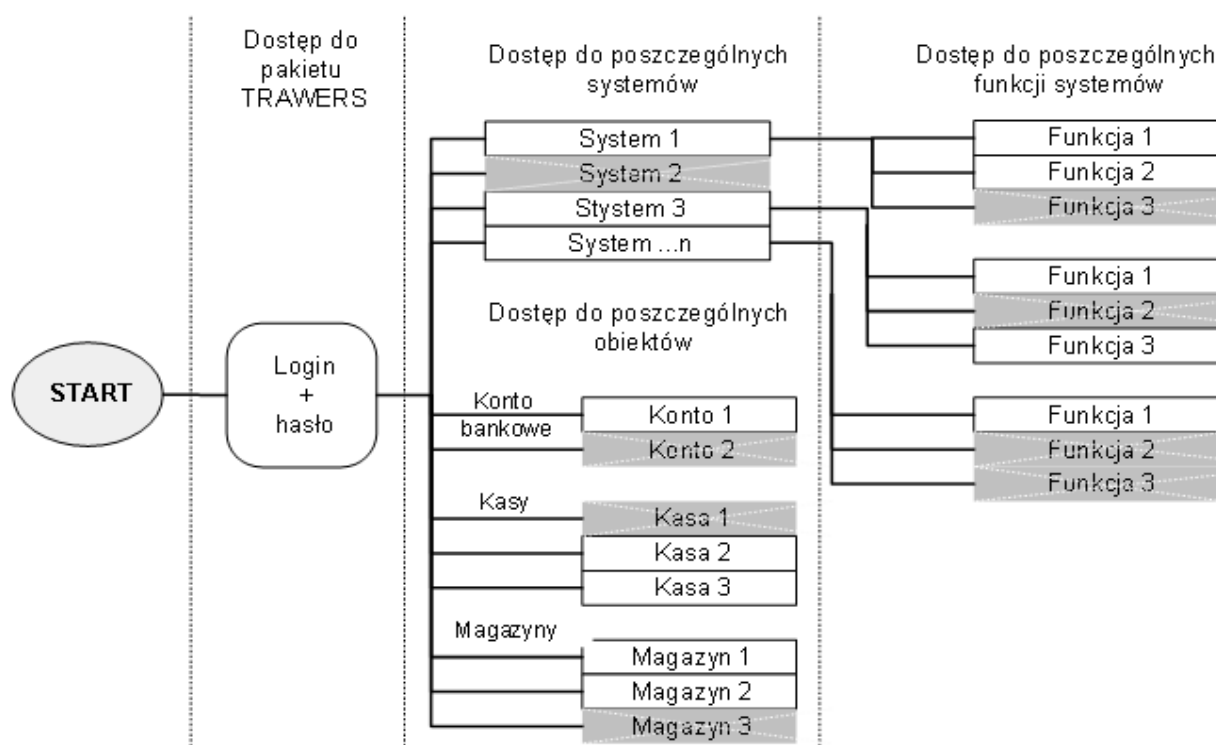 Dostęp do
pakietu
TRAWERS
Dostęp do poszczególnych
systemów
Dostęp do poszczególnych
funkcji systemów
System 1
System 2
Stystem 3
System ...n
Funkcja 1
Funkcja 2
Funkcja 3
Funkcja 1
Funkcja 2
Funkcja 3
Funkcja 1
Funkcja 2
Funkcja 3
START
Login
+
hasło
Dostęp do poszczególnych
obiektów
Konto
bankowe
Konto 1
Konto 2
Kasy
Kasa 1
Kasa 2
Kasa 3
Magazyny
Magazyn 1
Magazyn 2
Magazyn 3